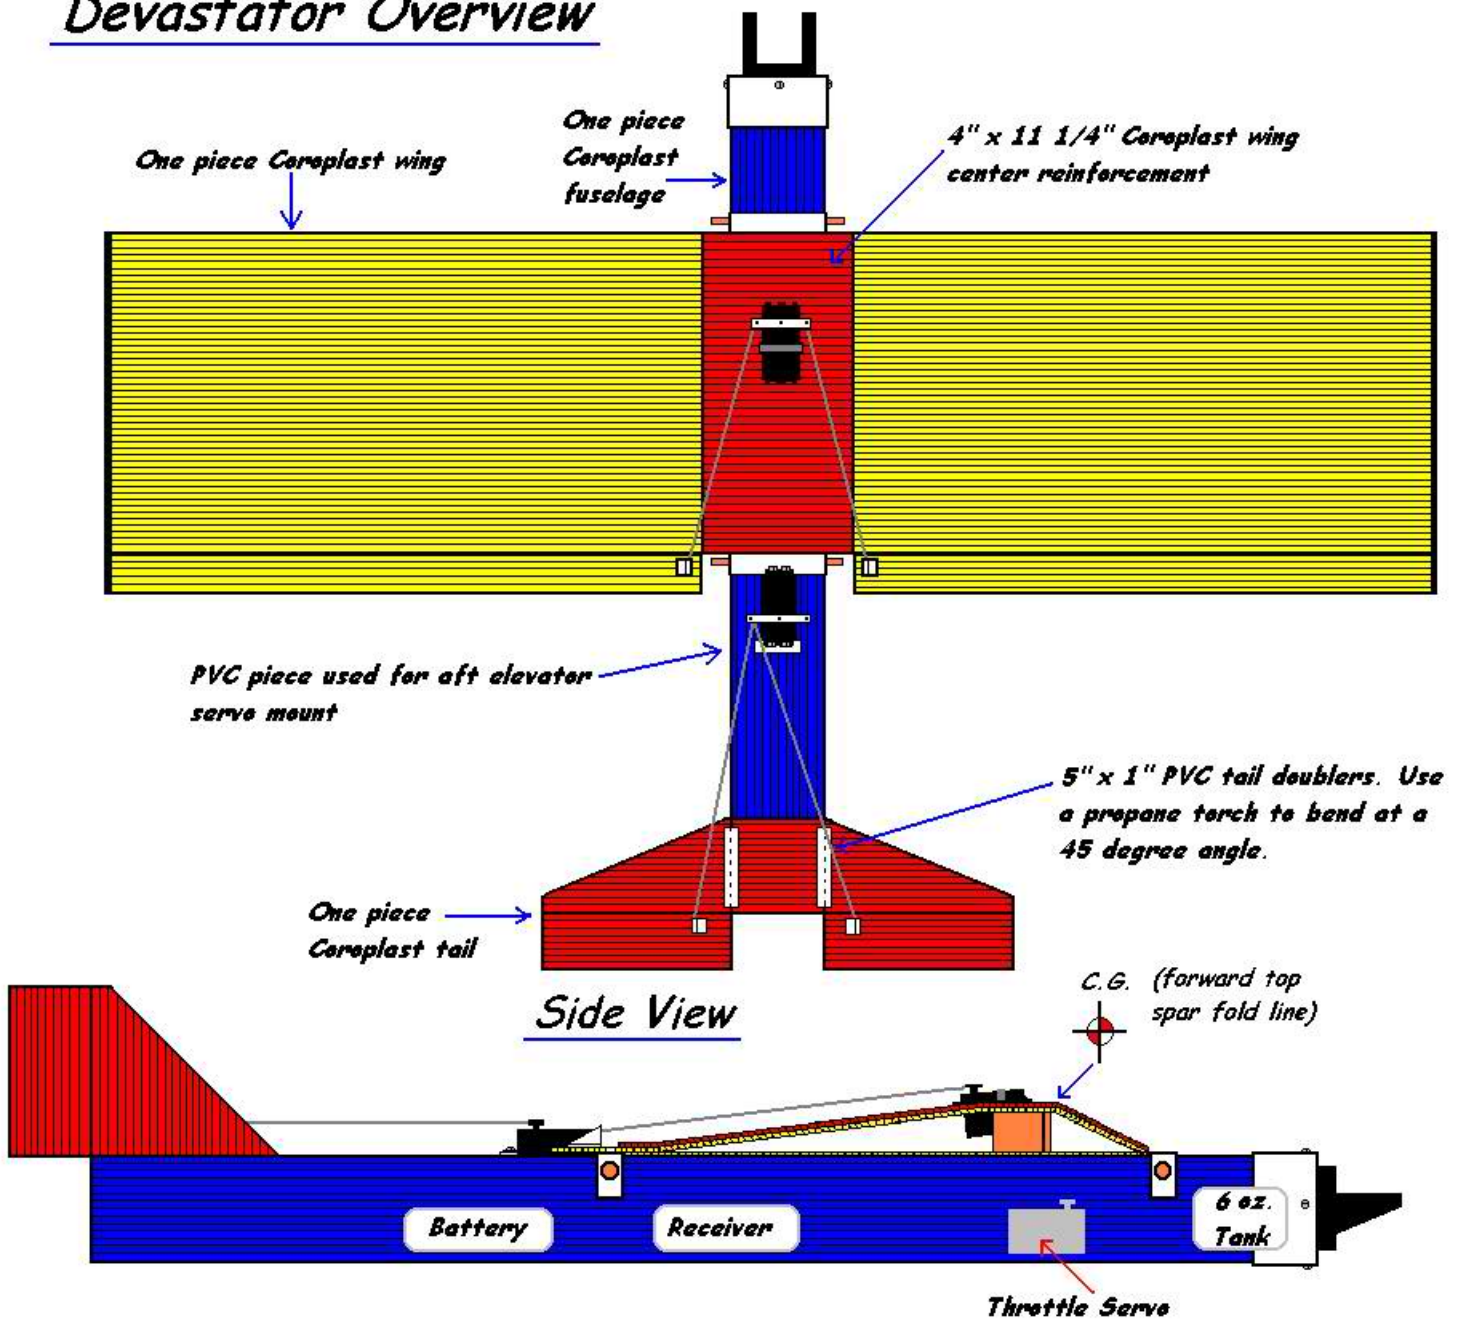 Devastator Overview
One piece
Coroplast
fuselage
4" x 11 1/4" Coroplast wing
center reinforcement
One piece Coroplast wing
PVC piece used for aft elevator
servo mount
5" x 1" PVC tail doublers. Use
a propane torch to bend at a
45 degree angle.
One piece
Coroplast tail
Side View
C.G. (forward top
spar fold line)
Battery
Receiver
6 oz.
Tank
Throttle Servo